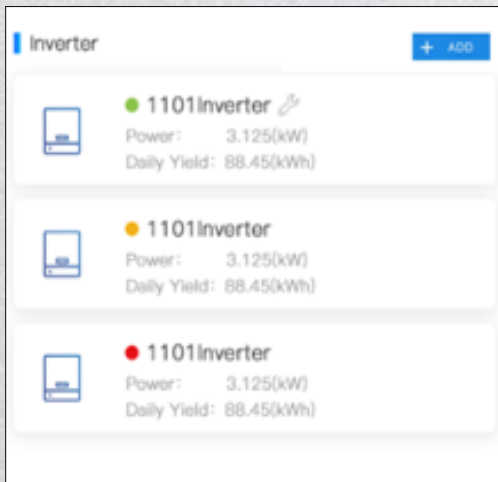 Inverter
+ ADD
1101Inverter
Power: 3.125(kW)
Daily Yield: 88.45(kWh)
1101Inverter
Power: 3.125(kW)
Daily Yield: 88.45(kWh)
1101Inverter
Power: 3.125(kW)
Daily Yield: 88.45(kWh)